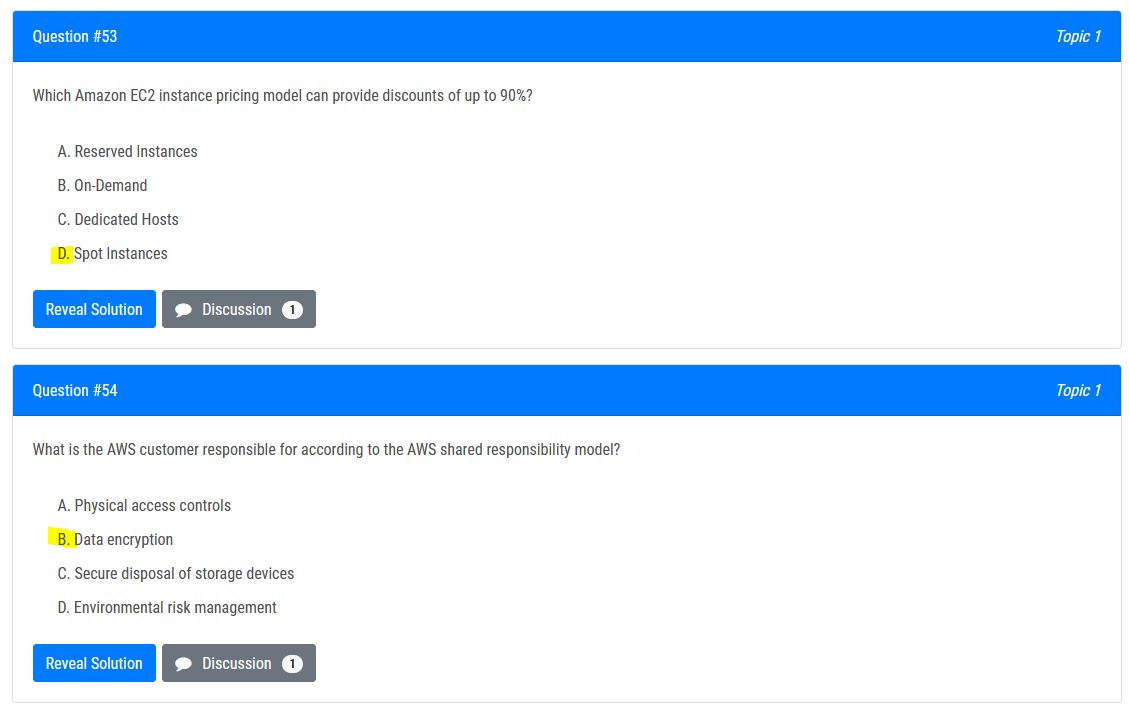 Question #53 Topic 1
Which Amazon EC2 instance pricing model can provide discounts of up to 90%?
A. Reserved Instances
B. On-Demand
C. Dedicated Hosts
D. Spot Instances
Reveal Solution Discussion 1
Question #54 Topic 1
What is the AWS customer responsible for according to the AWS shared responsibility model?
A. Physical access controls
B. Data encryption
C. Secure disposal of storage devices
D. Environmental risk management
Reveal Solution Discussion 1